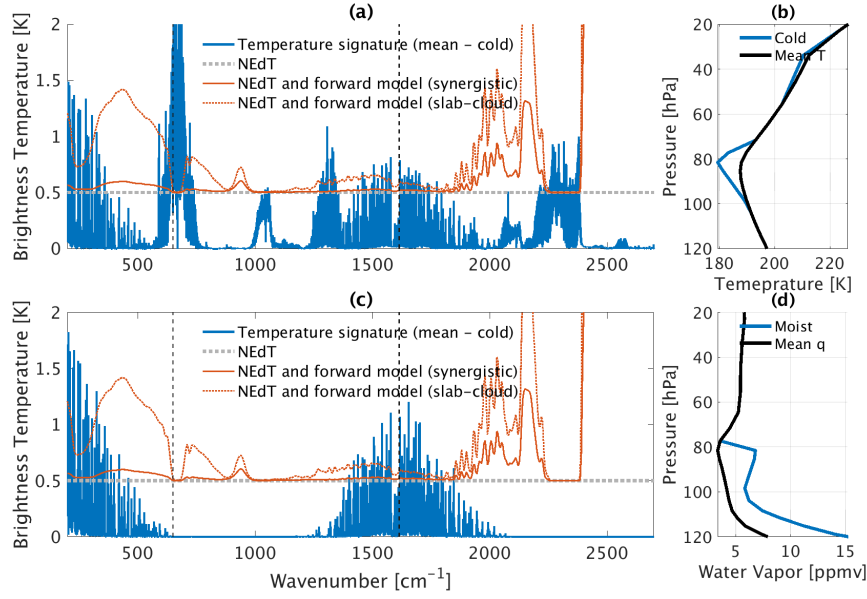 (a)
Brightness Temperature [K]
2
1.5
1
0.5
0
Temperature signature (mean - cold)
NEdT
NEdT and forward model (synergistic)
NEdT and forward model (slab-cloud)
500
1000
1500
2000
2500
(b)
Pressure [hPa]
20
40
60
80
100
120
Cold
Mean T
180
200
220
Temeprature [K]
(c)
Brightness Temperature [K]
2
1.5
1
0.5
0
Temperature signature (mean - cold)
NEdT
NEdT and forward model (synergistic)
NEdT and forward model (slab-cloud)
500
1000
1500
2000
2500
Wavenumber [cm⁻¹]
(d)
Pressure [hPa]
20
40
60
80
100
120
Moist
Mean q
5
10
15
Water Vapor [ppmv]